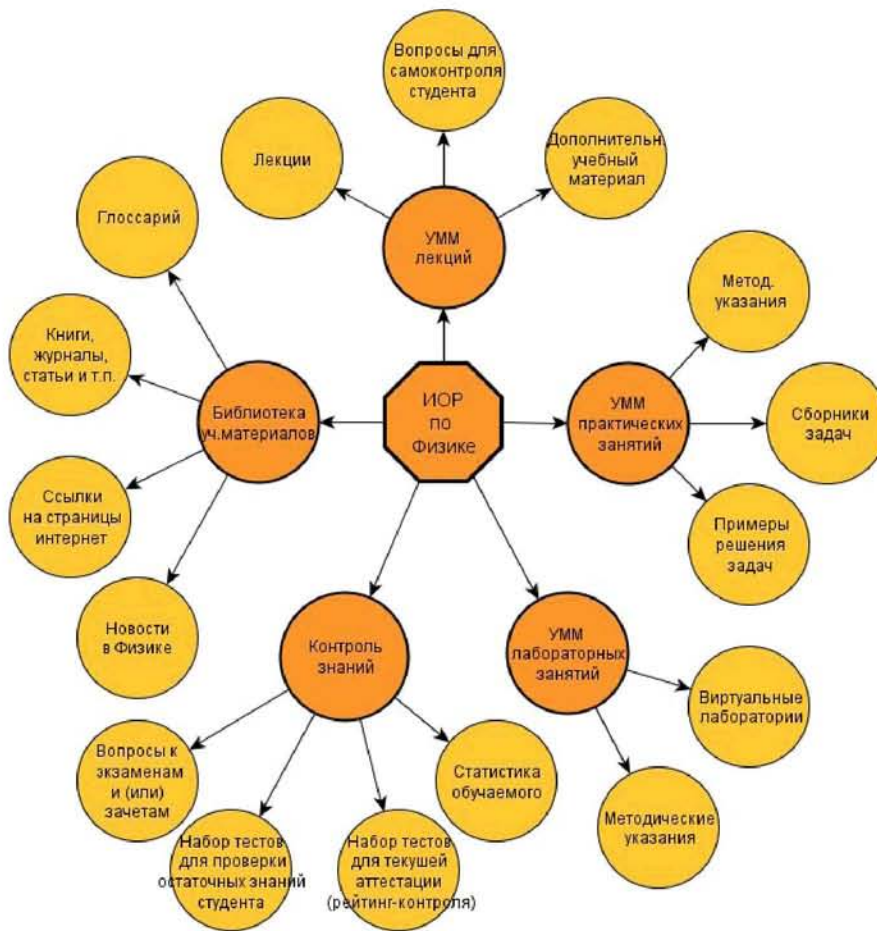 Вопросы для
самоконтроля
студента
Лекции
Дополнительн.
учебный
материал
УММ
лекций
Глоссарий
Метод.
указания
Книги,
журналы,
статьи и т.п.
Библиотека
уч.материалов
ИОР
по
Физике
УММ
практических
занятий
Сборники
задач
Ссылки
на страницы
интернет
Примеры
решения
задач
Новости
в Физике
Контроль
знаний
УММ
лабораторных
занятий
Виртуальные
лаборатории
Вопросы к
экзаменам
и (или)
зачетам
Статистика
обучаемого
Методические
указания
Набор тестов
для проверки
остаточных знаний
студента
Набор тестов
для текушей
аттестации
(рейтинг-контроля)